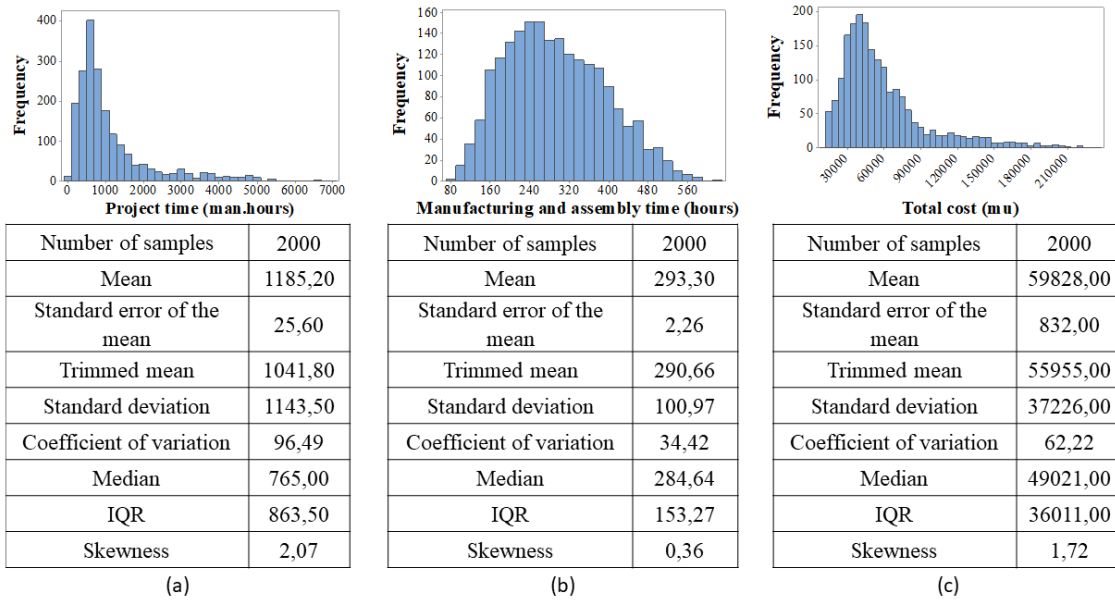 Frequency
400
300
200
100
0
0
1000
2000
3000
4000
5000
6000
7000
Project time (man.hours)
Number of samples 2000
Mean 1185,20
Standard error of the
mean
25,60
Trimmed mean 1041,80
Standard deviation 1143,50
Coefficient of variation 96,49
Median 765,00
IQR 863,50
Skewness 2,07
(a)
Frequency
160
140
120
100
80
60
40
20
0
80
160
240
320
400
480
560
Manufacturing and assembly time (hours)
Number of samples 2000
Mean 293,30
Standard error of the
mean
2,26
Trimmed mean 290,66
Standard deviation 100,97
Coefficient of variation 34,42
Median 284,64
IQR 153,27
Skewness 0,36
(b)
Frequency
200
150
100
50
0
30000
60000
90000
120000
150000
180000
210000
Total cost (mu)
Number of samples 2000
Mean 59828,00
Standard error of the
mean
832,00
Trimmed mean 55955,00
Standard deviation 37226,00
Coefficient of variation 62,22
Median 49021,00
IQR 36011,00
Skewness 1,72
(c)